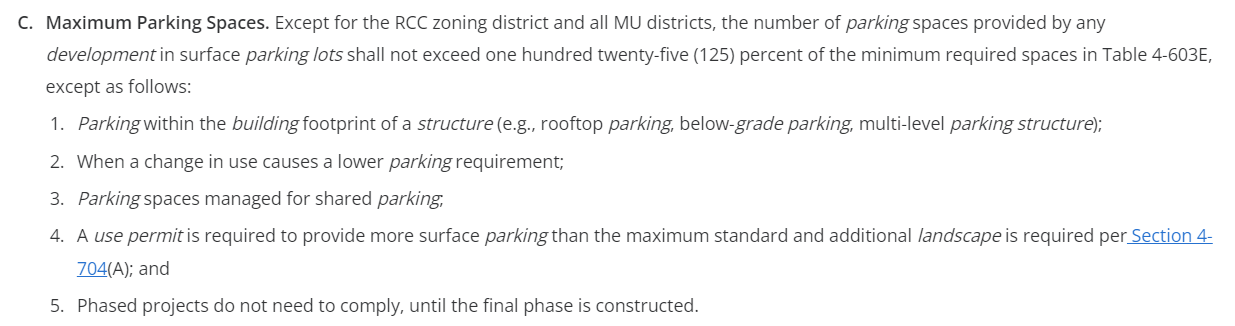 C. Maximum Parking Spaces. Except for the RCC zoning district and all MU districts, the number of parking spaces provided by any
development in surface parking lots shall not exceed one hundred twenty-five (125) percent of the minimum required spaces in Table 4-603E,
except as follows:
1. Parking within the building footprint of a structure (e.g., rooftop parking, below-grade parking, multi-level parking structure);
2. When a change in use causes a lower parking requirement;
3. Parking spaces managed for shared parking;
4. A use permit is required to provide more surface parking than the maximum standard and additional landscape is required per Section 4-
704(A); and
5. Phased projects do not need to comply, until the final phase is constructed.